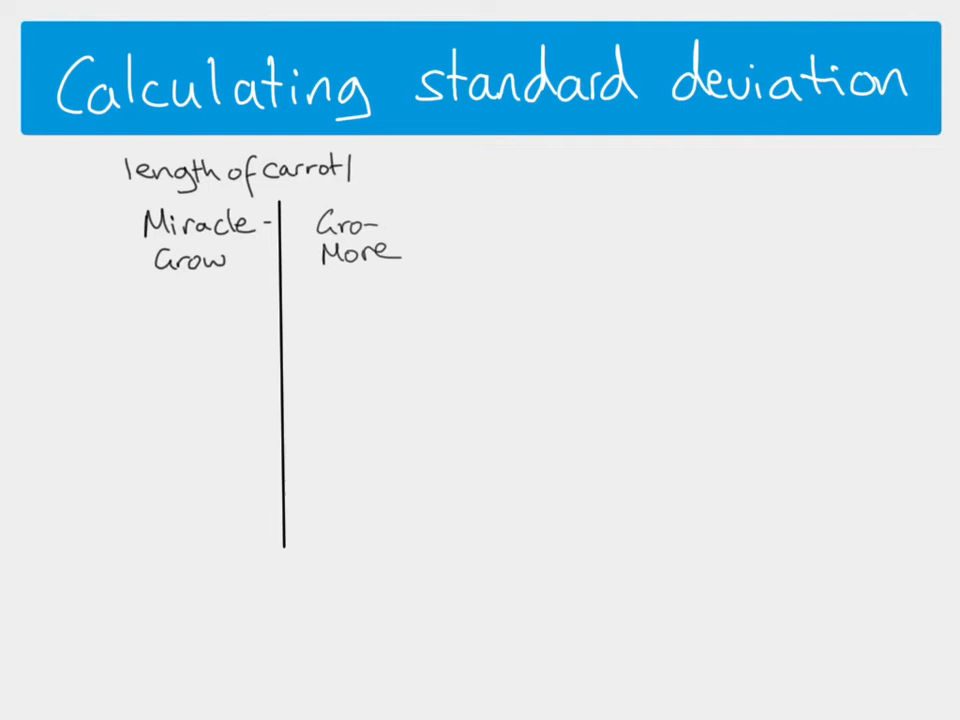 Calculating standard deviation
length of carrot /
Miracle - Gro-
Grow More